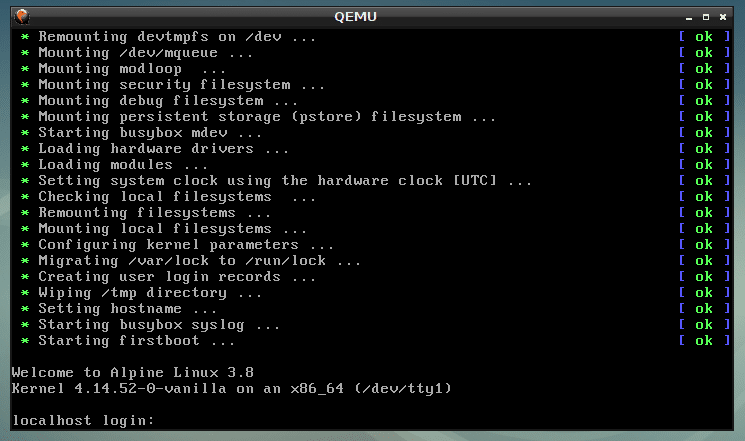 QEMU
* Remounting devtmpfs on /dev ... [ ok ]
* Mounting /dev/mqueue ... [ ok ]
* Mounting modloop  ... [ ok ]
* Mounting security filesystem ... [ ok ]
* Mounting debug filesystem ... [ ok ]
* Mounting persistent storage (pstore) filesystem ... [ ok ]
* Starting busybox mdev ... [ ok ]
* Loading hardware drivers ... [ ok ]
* Loading modules ... [ ok ]
* Setting system clock using the hardware clock [UTC] ... [ ok ]
* Checking local filesystems  ... [ ok ]
* Remounting filesystems ... [ ok ]
* Mounting local filesystems ... [ ok ]
* Configuring kernel parameters ... [ ok ]
* Migrating /var/lock to /run/lock ... [ ok ]
* Creating user login records ... [ ok ]
* Wiping /tmp directory ... [ ok ]
* Setting hostname ... [ ok ]
* Starting busybox syslog ... [ ok ]
* Starting firstboot ... [ ok ]
Welcome to Alpine Linux 3.8
Kernel 4.14.52-0-vanilla on an x86_64 (/dev/tty1)
localhost login: